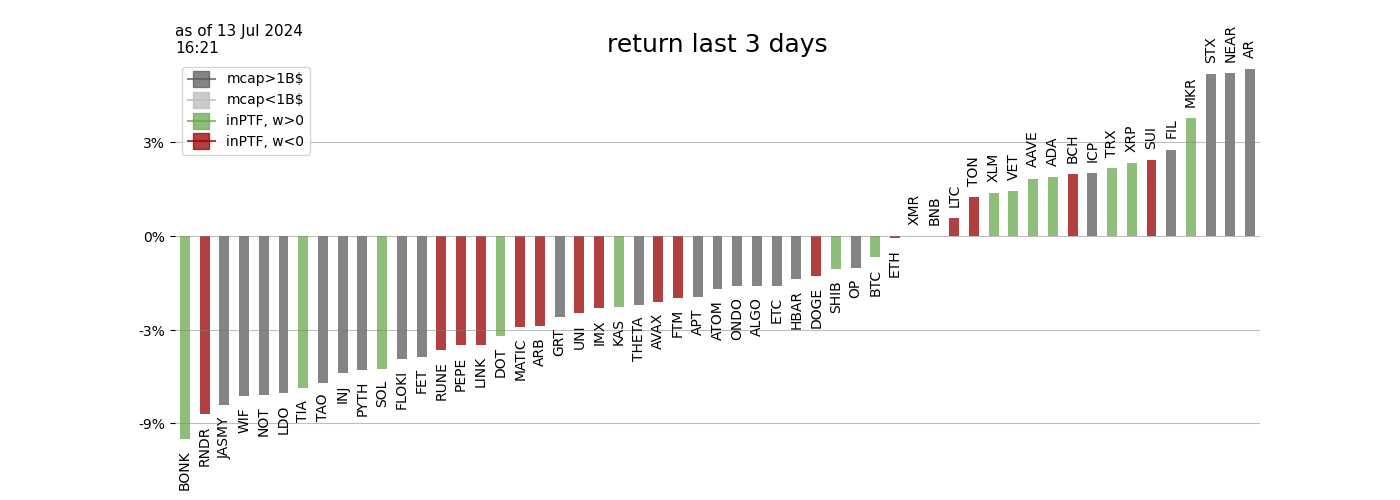 as of 13 Jul 2024
16:21
return last 3 days
mcap>1B$
mcap<1B$
inPTF, w>0
inPTF, w<0
3%
0%
-3%
-9%
BONK
RNDR
JASMY
WIF
NOT
LDO
TIA
TAO
INJ
PYTH
SOL
FLOKI
FET
RUNE
PEPE
LINK
DOT
MATIC
ARB
GRT
UNI
IMX
KAS
THETA
AVAX
FTM
APT
ATOM
ONDO
ALGO
ETC
HBAR
DOGE
SHIB
OP
BTC
ETH
XMR
BNB
LTC
TON
XLM
VET
AAVE
ADA
BCH
ICP
TRX
XRP
SUI
FIL
MKR
STX
NEAR
AR